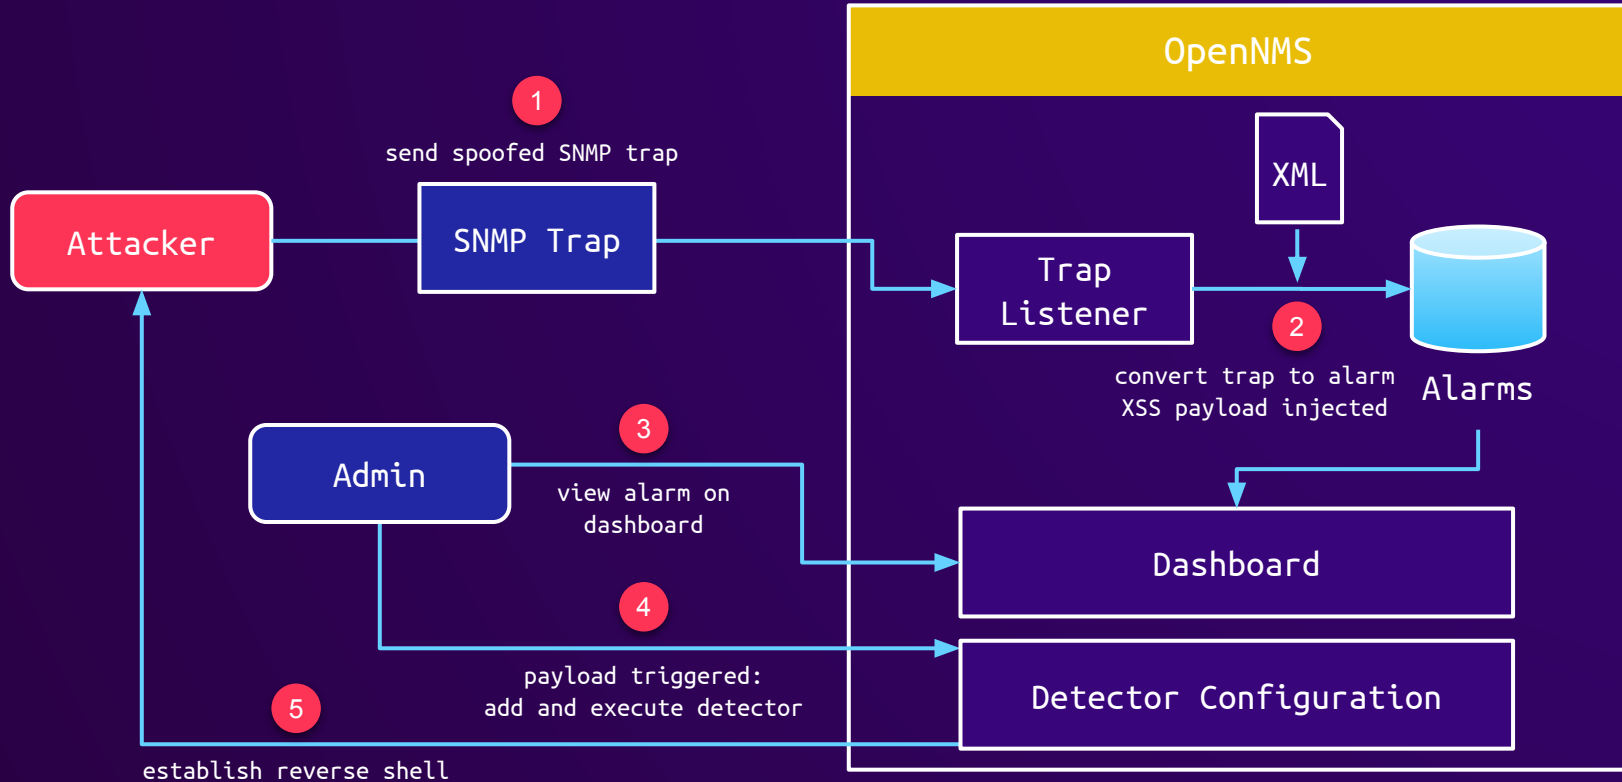 OpenNMS
1
send spoofed SNMP trap
XML
Attacker
SNMP Trap
Trap
Listener
2
convert trap to alarm
XSS payload injected
Alarms
3
Admin
view alarm on
dashboard
Dashboard
4
payload triggered:
add and execute detector
Detector Configuration
5
establish reverse shell